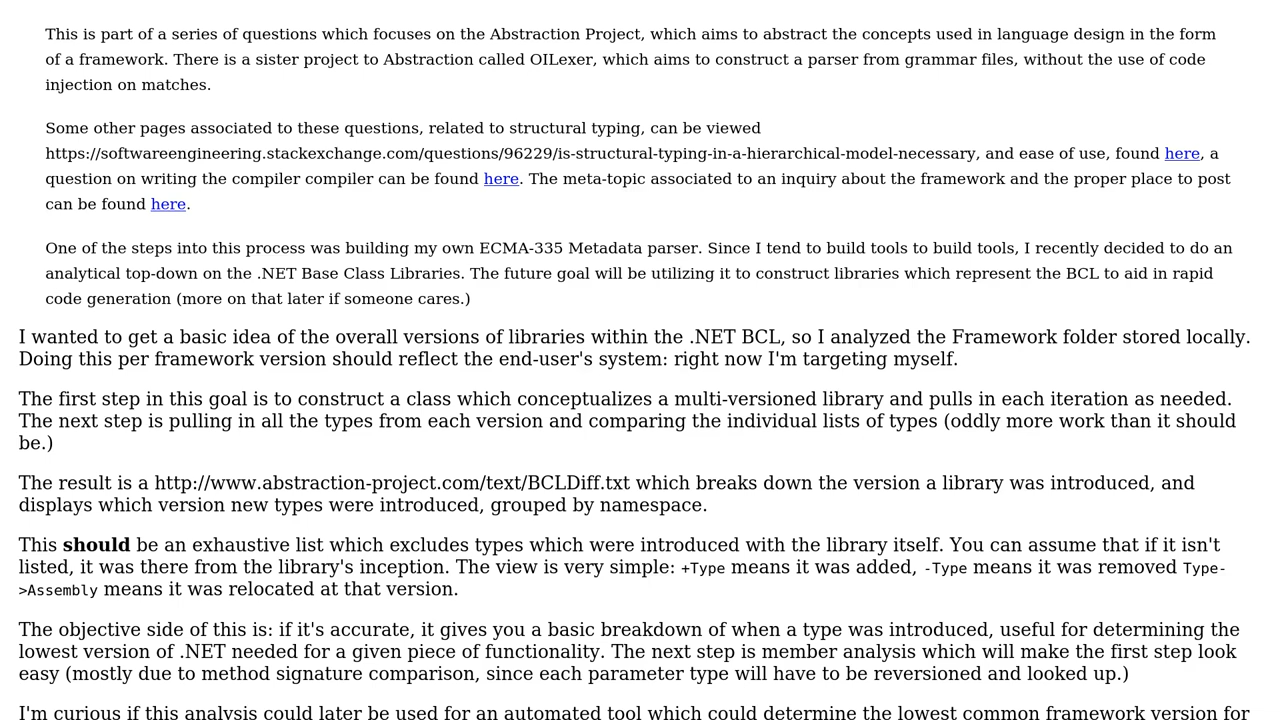 This is part of a series of questions which focuses on the Abstraction Project, which aims to abstract the concepts used in language design in the form
of a framework. There is a sister project to Abstraction called OILexer, which aims to construct a parser from grammar files, without the use of code
injection on matches.
Some other pages associated to these questions, related to structural typing, can be viewed
https://softwareengineering.stackexchange.com/questions/96229/is-structural-typing-in-a-hierarchical-model-necessary, and ease of use, found here, a
question on writing the compiler compiler can be found here. The meta-topic associated to an inquiry about the framework and the proper place to post
can be found here.
One of the steps into this process was building my own ECMA-335 Metadata parser. Since I tend to build tools to build tools, I recently decided to do an
analytical top-down on the .NET Base Class Libraries. The future goal will be utilizing it to construct libraries which represent the BCL to aid in rapid
code generation (more on that later if someone cares.)
I wanted to get a basic idea of the overall versions of libraries within the .NET BCL, so I analyzed the Framework folder stored locally.
Doing this per framework version should reflect the end-user's system: right now I'm targeting myself.
The first step in this goal is to construct a class which conceptualizes a multi-versioned library and pulls in each iteration as needed.
The next step is pulling in all the types from each version and comparing the individual lists of types (oddly more work than it should
be.)
The result is a http://www.abstraction-project.com/text/BCLDiff.txt which breaks down the version a library was introduced, and
displays which version new types were introduced, grouped by namespace.
This should be an exhaustive list which excludes types which were introduced with the library itself. You can assume that if it isn't
listed, it was there from the library's inception. The view is very simple: +Type means it was added, -Type means it was removed Type-
>Assembly means it was relocated at that version.
The objective side of this is: if it's accurate, it gives you a basic breakdown of when a type was introduced, useful for determining the
lowest version of .NET needed for a given piece of functionality. The next step is member analysis which will make the first step look
easy (mostly due to method signature comparison, since each parameter type will have to be reversioned and looked up.)
I'm curious if this analysis could later be used for an automated tool which could determine the lowest common framework version for